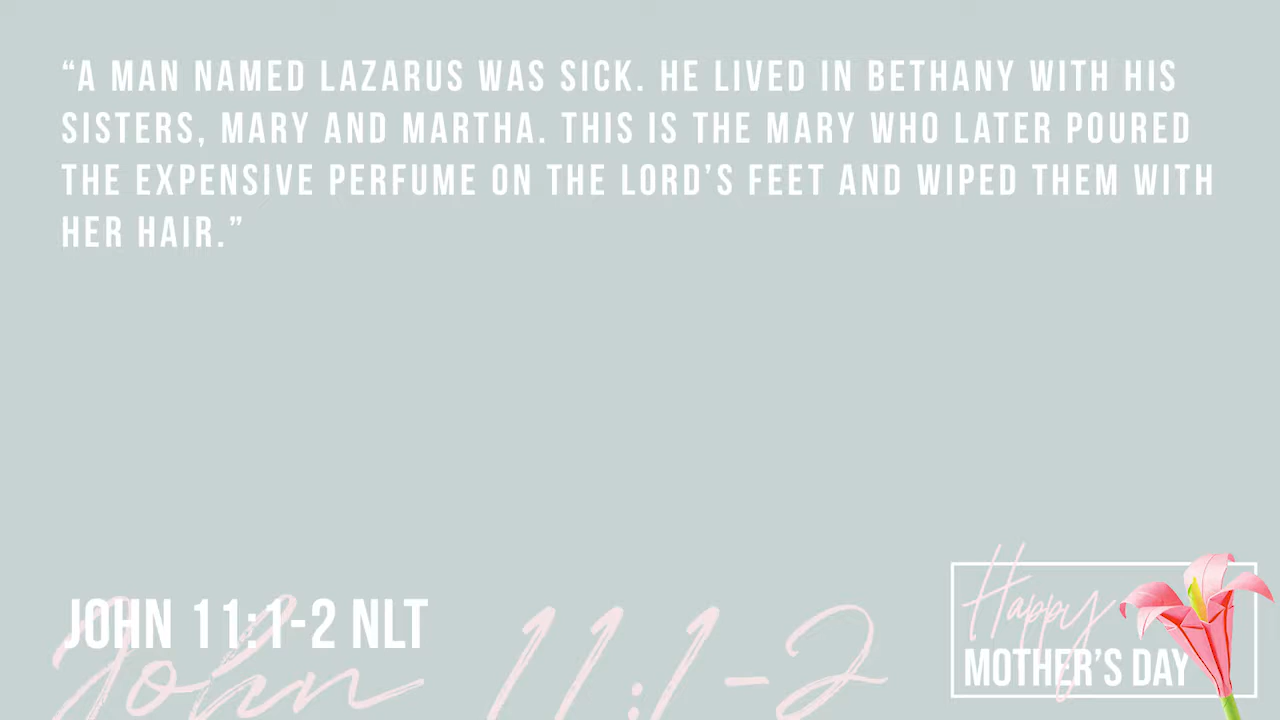 “A MAN NAMED LAZARUS WAS SICK. HE LIVED IN BETHANY WITH HIS
SISTERS, MARY AND MARTHA. THIS IS THE MARY WHO LATER POURED
THE EXPENSIVE PERFUME ON THE LORD’S FEET AND WIPED THEM WITH
HER HAIR.”
JOHN 11:1-2 NLT
John 11:1-2
Happy
MOTHER’S DAY